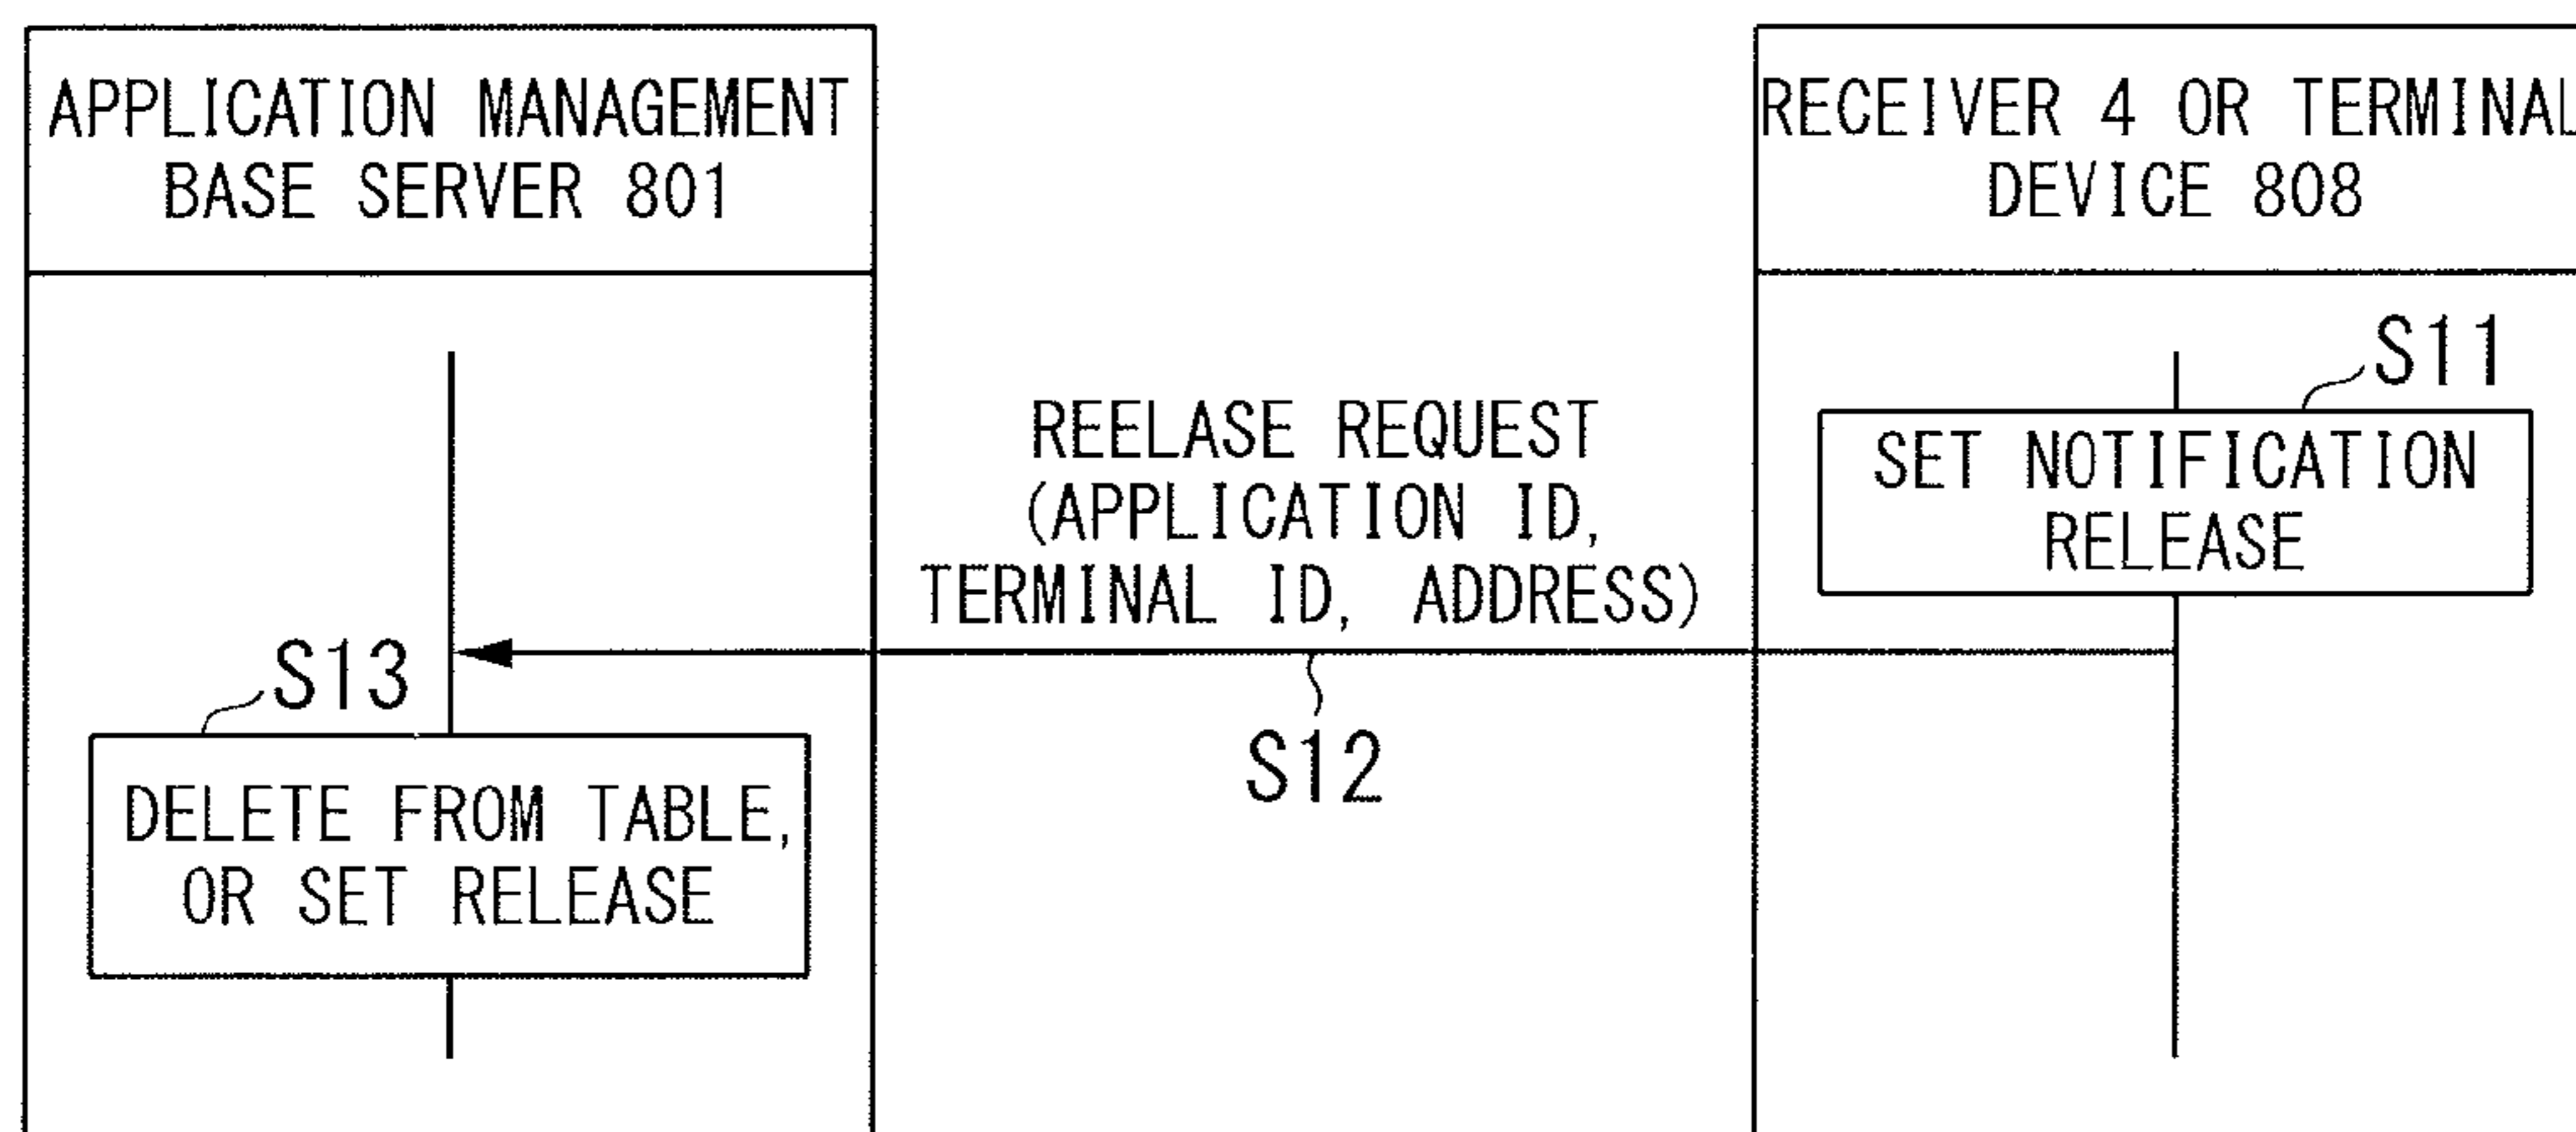 APPLICATION MANAGEMENT
BASE SERVER 801
RECEIVER 4 OR TERMINAL
DEVICE 808
S11
SET NOTIFICATION
RELEASE
REELASE REQUEST
(APPLICATION ID,
TERMINAL ID, ADDRESS)
S12
S13
DELETE FROM TABLE,
OR SET RELEASE